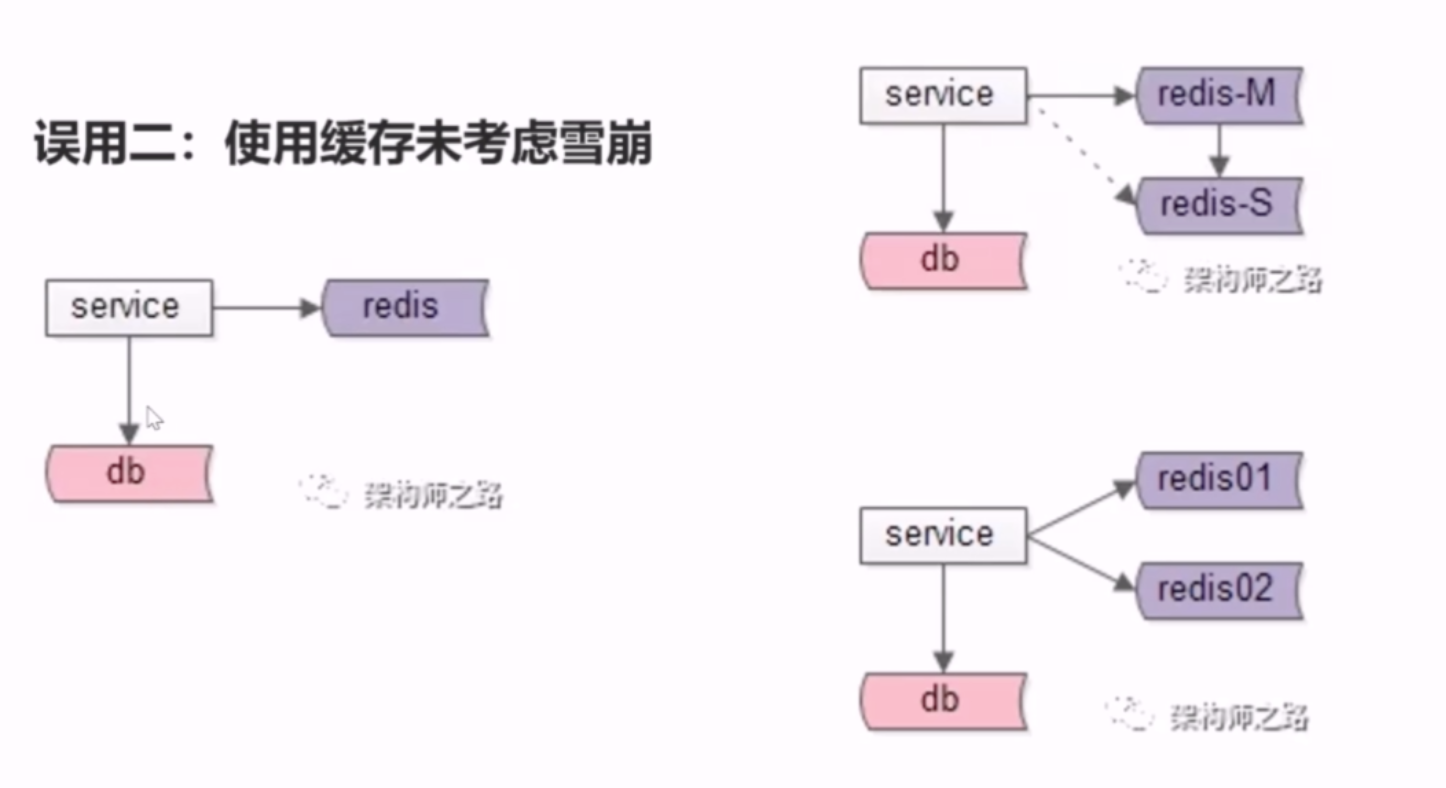 误用二：使用缓存未考虑雪崩
service
redis
db
架构师之路
service
redis-M
redis-S
db
架构师之路
service
redis01
redis02
db
架构师之路